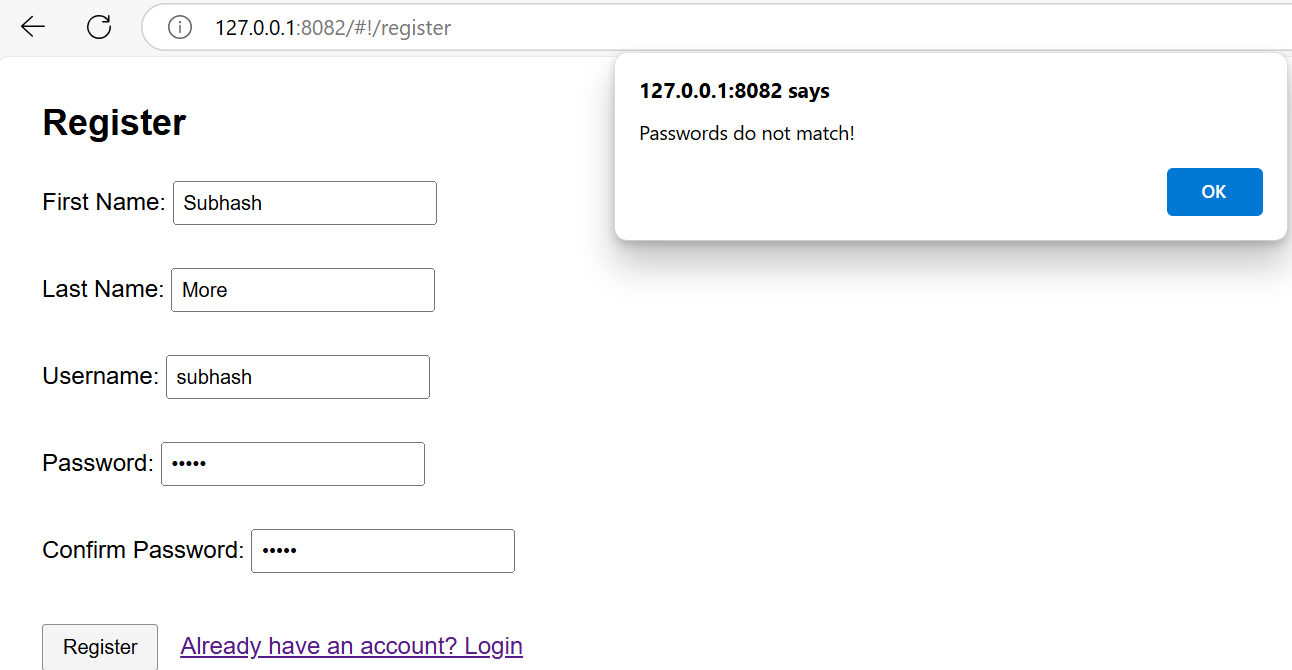 127.0.0.1:8082/#!/register
127.0.0.1:8082 says
Passwords do not match!
OK
Register
First Name: Subhash
Last Name: More
Username: subhash
Password: •••••
Confirm Password: •••••
Register Already have an account? Login